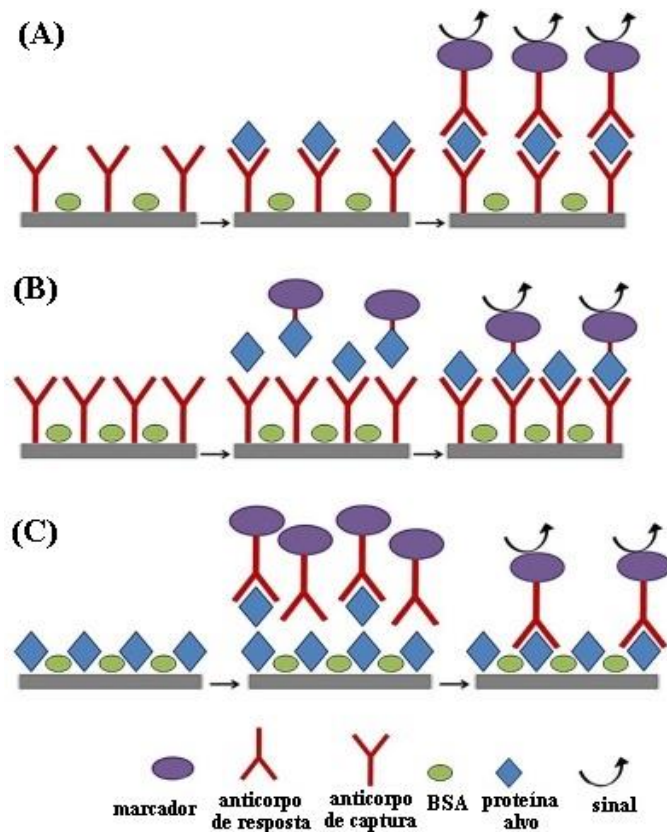 (A)
(B)
(C)
marcador
anticorpo
de resposta
anticorpo
de captura
BSA
proteína
alvo
sinal